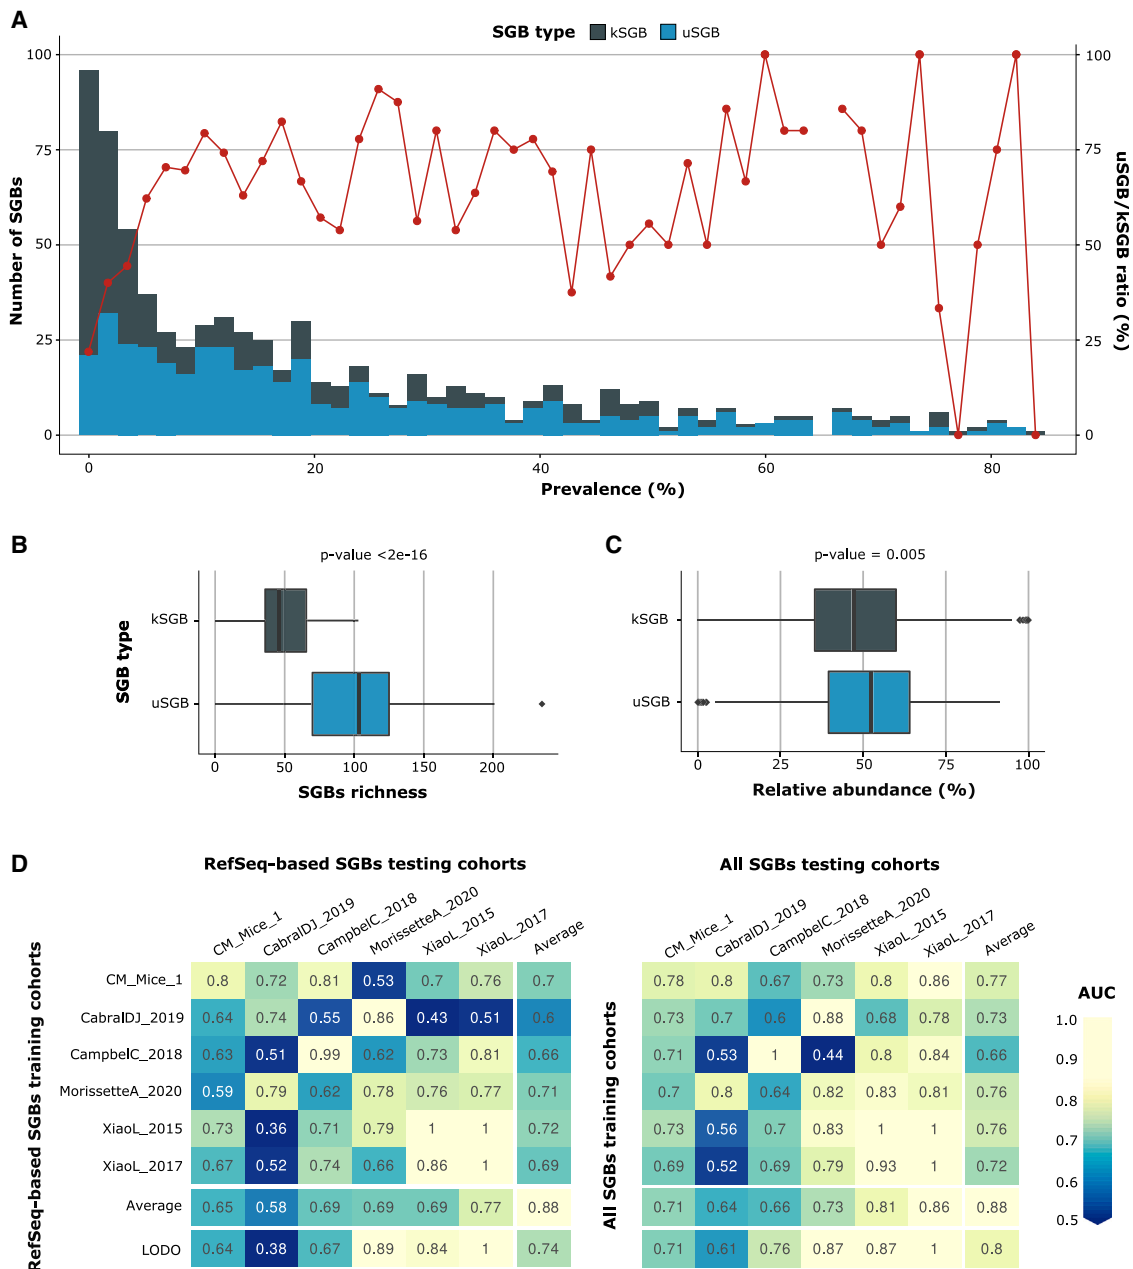 A
SGB type kSGB uSGB
100
75
50
25
0
Number of SGBs
100
75
50
25
0
uSGB/kSGB ratio (%)
0 20 40 60 80
Prevalence (%)
B
p-value <2e-16
SGB type
kSGB
uSGB
0 50 100 150 200
SGBs richness
C
p-value = 0.005
kSGB
uSGB
0 25 50 75 100
Relative abundance (%)
D
RefSeq-based SGBs testing cohorts
RefSeq-based SGBs training cohorts
CM_Mice_1 CabralDJ_2019 CampbelC_2018 MorissetteA_2020 XiaoL_2015 XiaoL_2017 Average
CM_Mice_1 0.8 0.72 0.81 0.53 0.7 0.76 0.7
CabralDJ_2019 0.64 0.74 0.55 0.86 0.43 0.51 0.6
CampbelC_2018 0.63 0.51 0.99 0.62 0.73 0.81 0.66
MorissetteA_2020 0.59 0.79 0.62 0.78 0.76 0.77 0.71
XiaoL_2015 0.73 0.36 0.71 0.79 1 1 0.72
XiaoL_2017 0.67 0.52 0.74 0.66 0.86 1 0.69
Average 0.65 0.58 0.69 0.69 0.69 0.77 0.88
LODO 0.64 0.38 0.67 0.89 0.84 1 0.74
All SGBs testing cohorts
All SGBs training cohorts
CM_Mice_1 CabralDJ_2019 CampbelC_2018 MorissetteA_2020 XiaoL_2015 XiaoL_2017 Average
0.78 0.8 0.67 0.73 0.8 0.86 0.77
0.73 0.7 0.6 0.88 0.68 0.78 0.73
0.71 0.53 1 0.44 0.8 0.84 0.66
0.7 0.8 0.64 0.82 0.83 0.81 0.76
0.73 0.56 0.7 0.83 1 1 0.76
0.69 0.52 0.69 0.79 0.93 1 0.72
0.71 0.64 0.66 0.73 0.81 0.86 0.88
0.71 0.61 0.76 0.87 0.87 1 0.8
AUC
1.0
0.9
0.8
0.7
0.6
0.5